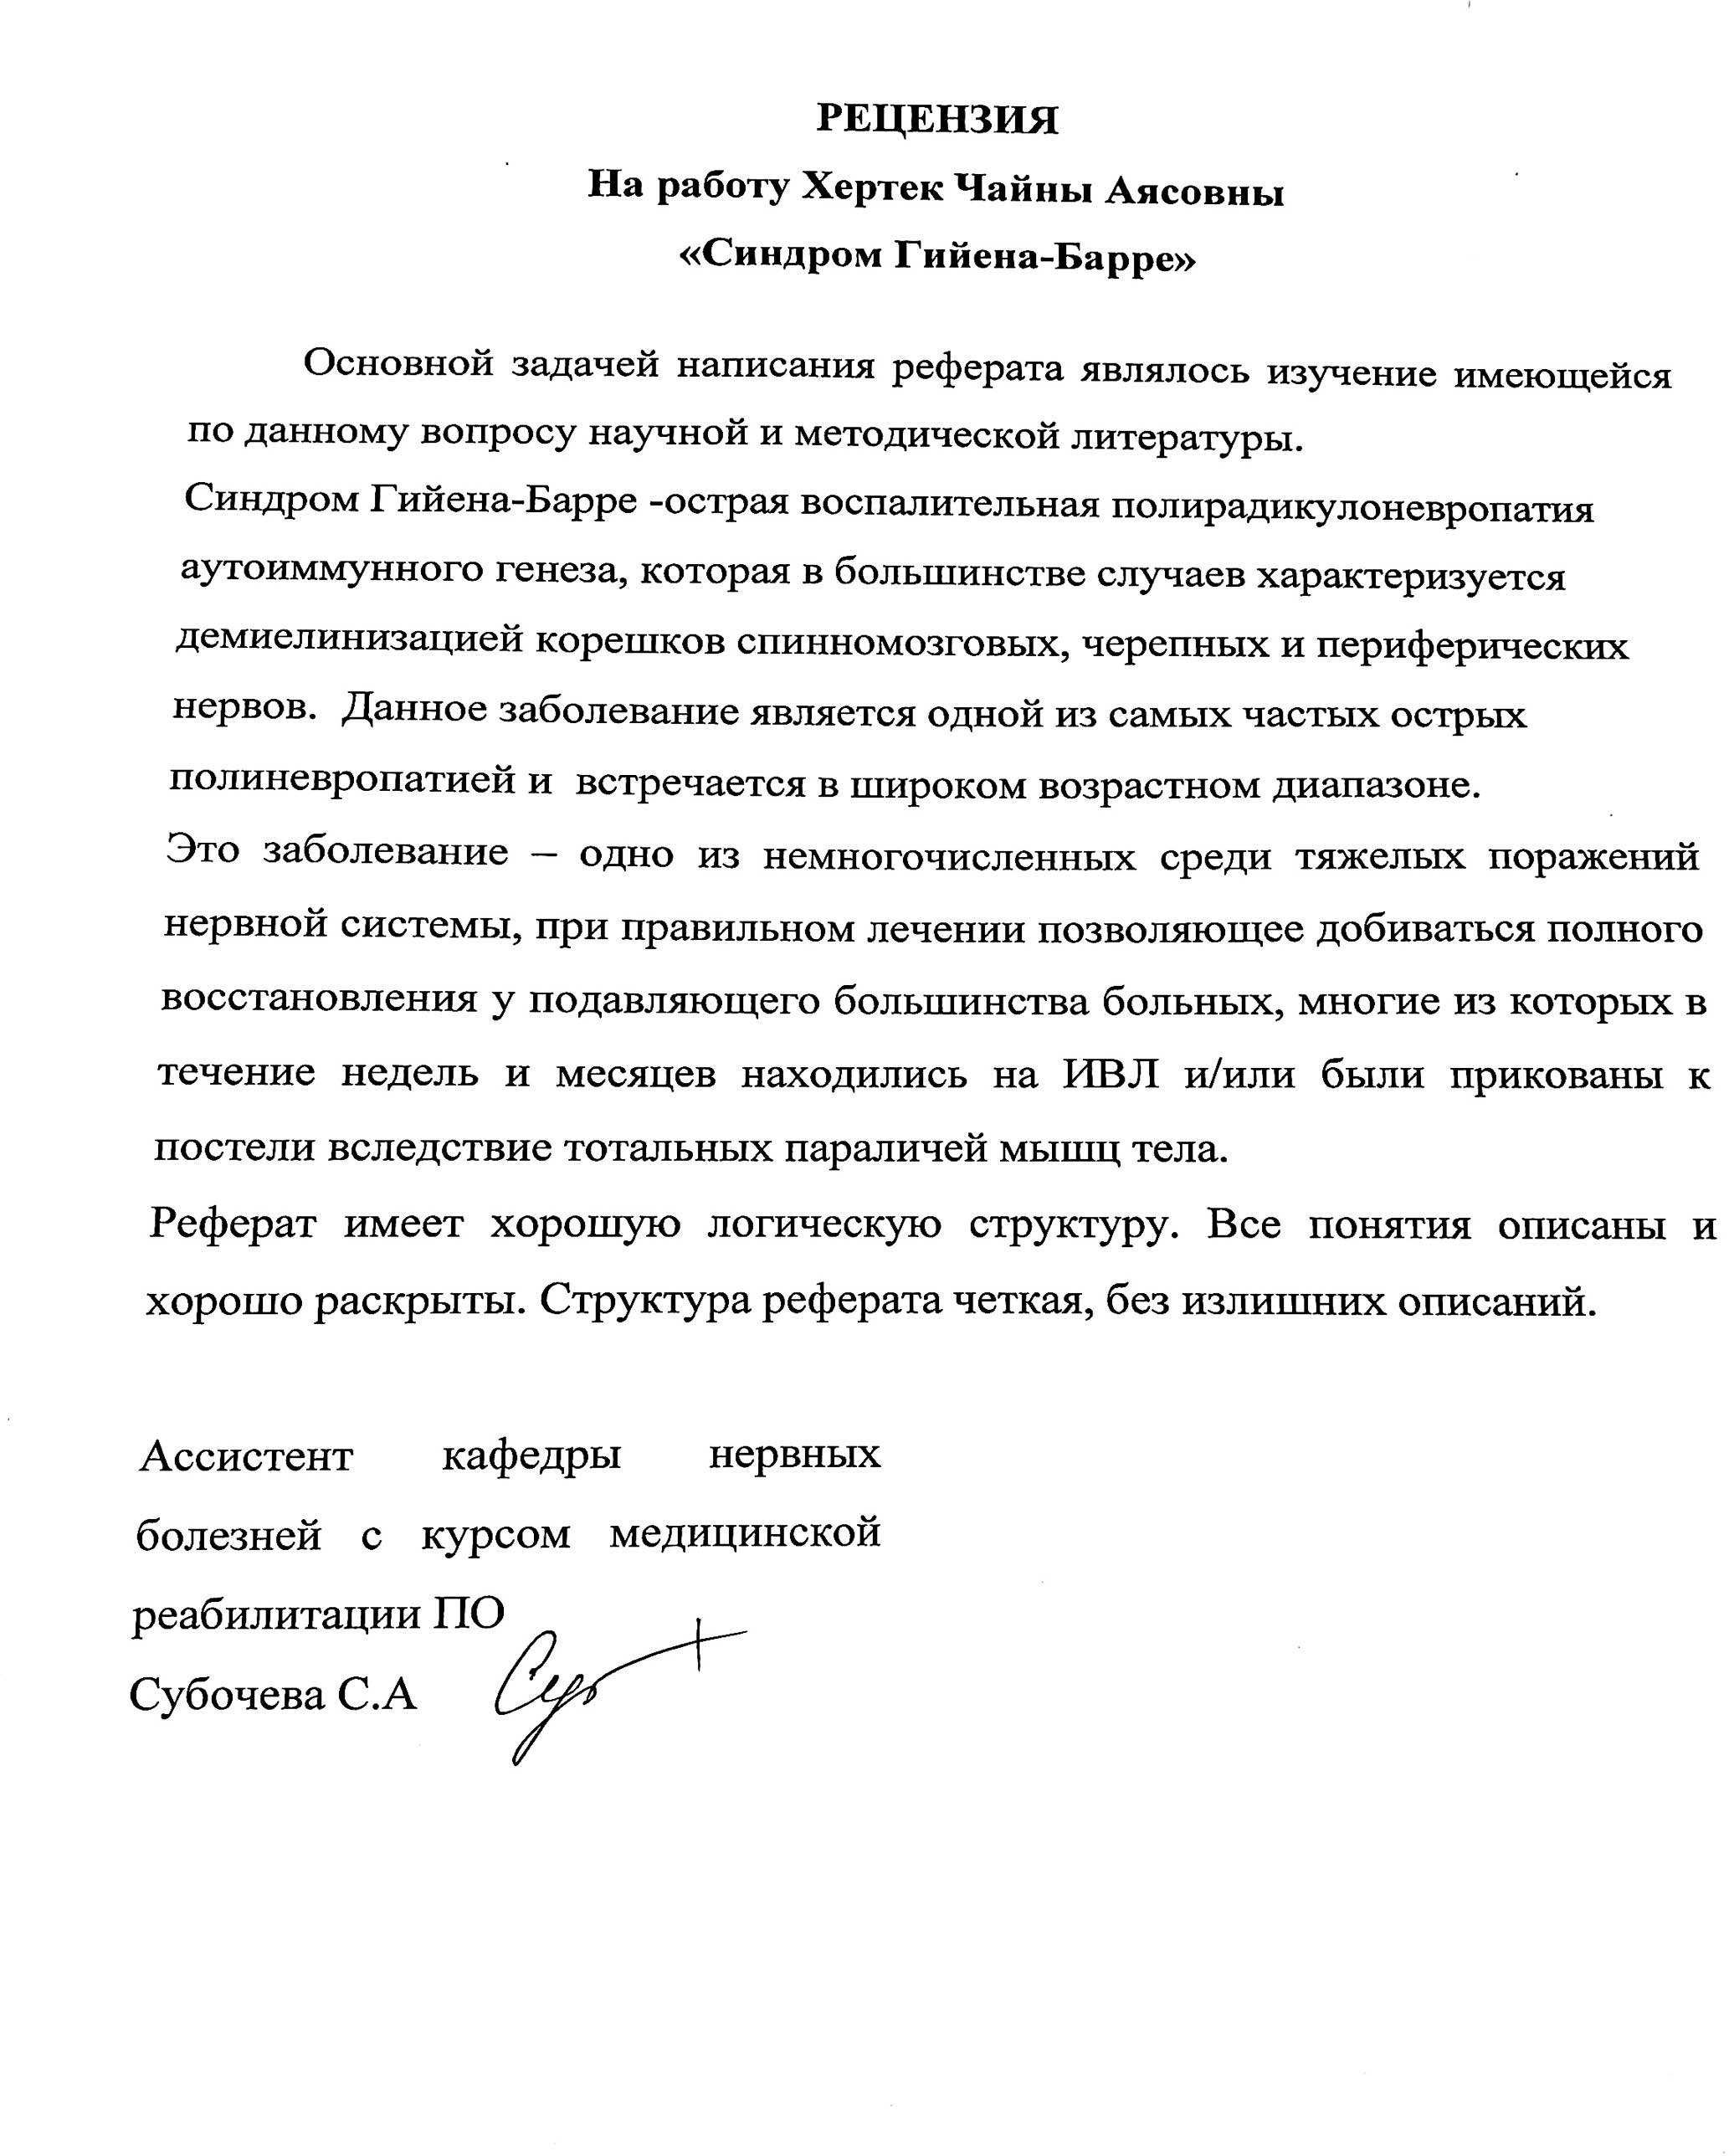 РЕЦЕНЗИЯ
На работу Хертек Чайны Аясовны
«Синдром Гийена-Барре»
Основной задачей написания реферата являлось изучение имеющейся
по данному вопросу научной и методической литературы.
Синдром Гийена-Барре -острая воспалительная полирадикулоневропатия
аутоиммунного генеза, которая в большинстве случаев характеризуется
демиелинизацией корешков спинномозговых, черепных и периферических
нервов. Данное заболевание является одной из самых частых острых
полиневропатией и встречается в широком возрастном диапазоне.
Это заболевание – одно из немногочисленных среди тяжелых поражений
нервной системы, при правильном лечении позволяющее добиваться полного
восстановления у подавляющего большинства больных, многие из которых в
течение недель и месяцев находились на ИВЛ и/или были прикованы к
постели вследствие тотальных параличей мышц тела.
Реферат имеет хорошую логическую структуру. Все понятия описаны и
хорошо раскрыты. Структура реферата четкая, без излишних описаний.
Ассистент кафедры нервных
болезней с курсом медицинской
реабилитации ПО
Субочева С.А